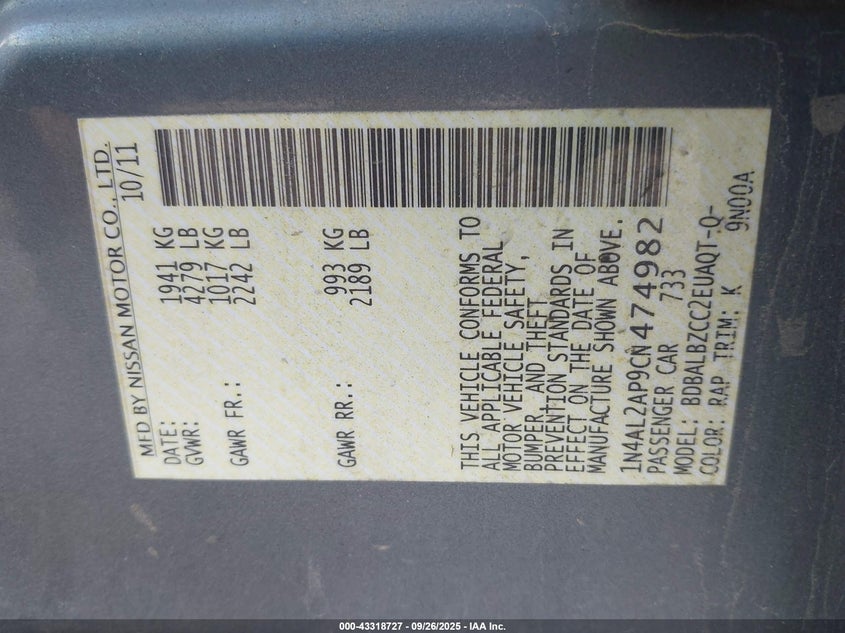 MFD BY NISSAN MOTOR CO., LTD.
DATE: 10/11
GVWR: 1941 KG
4279 LB
GAWR FR.: 1017 KG
2242 LB
GAWR RR.: 993 KG
2189 LB
THIS VEHICLE CONFORMS TO
ALL APPLICABLE FEDERAL
MOTOR VEHICLE SAFETY,
BUMPER, AND THEFT
PREVENTION STANDARDS IN
EFFECT ON THE DATE OF
MANUFACTURE SHOWN ABOVE.
1N4AL2AP9CN474982
PASSENGER CAR 733
MODEL: BDBALBZCC2EUAQT-Q-
COLOR: RAP TRIM: K 9N00A
000-43318727 - 09/26/2025 - IAA Inc.